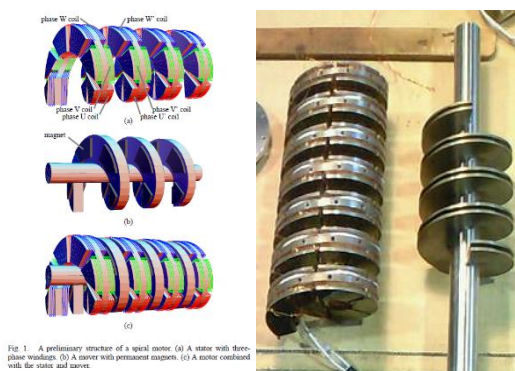 phase W coil phase W' coil
phase V coil phase V' coil
phase U coil phase U' coil
(a)
magnet
(b)
(c)
Fig. 1. A preliminary structure of a spiral motor. (a) A stator with three-
phase windings. (b) A mover with permanent magnets. (c) A motor combined
with the stator and mover.